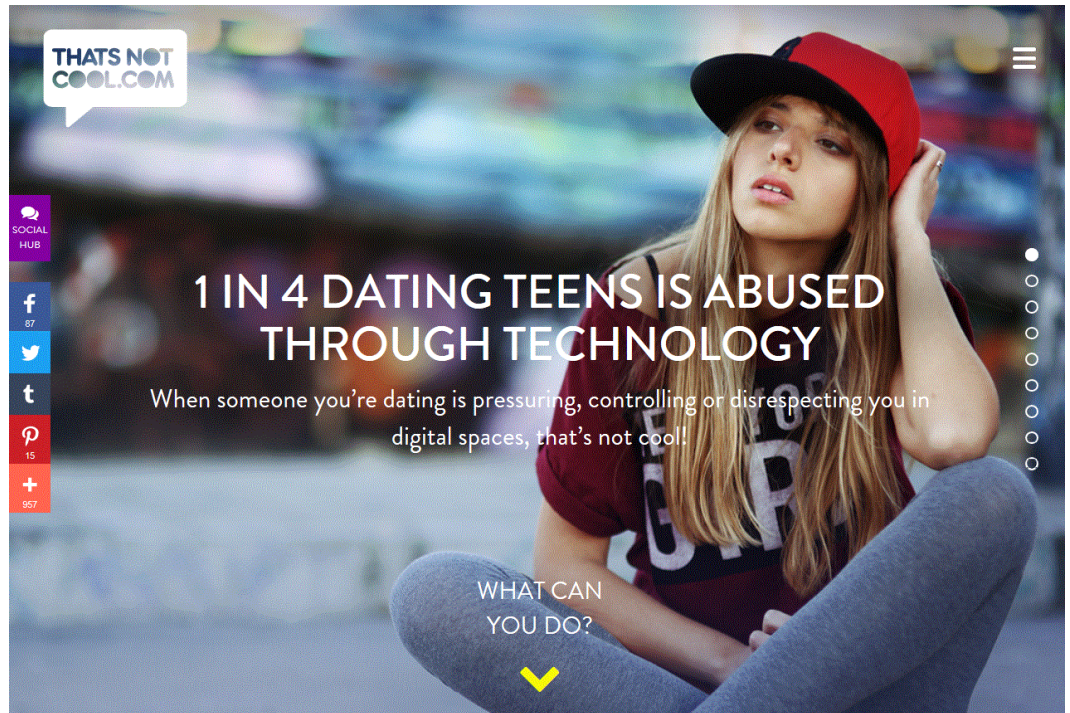 THATS NOT
COOL.COM
SOCIAL
HUB
87
15
957
1 IN 4 DATING TEENS IS ABUSED
THROUGH TECHNOLOGY
When someone you're dating is pressuring, controlling or disrespecting you in
digital spaces, that's not cool!
WHAT CAN
YOU DO?